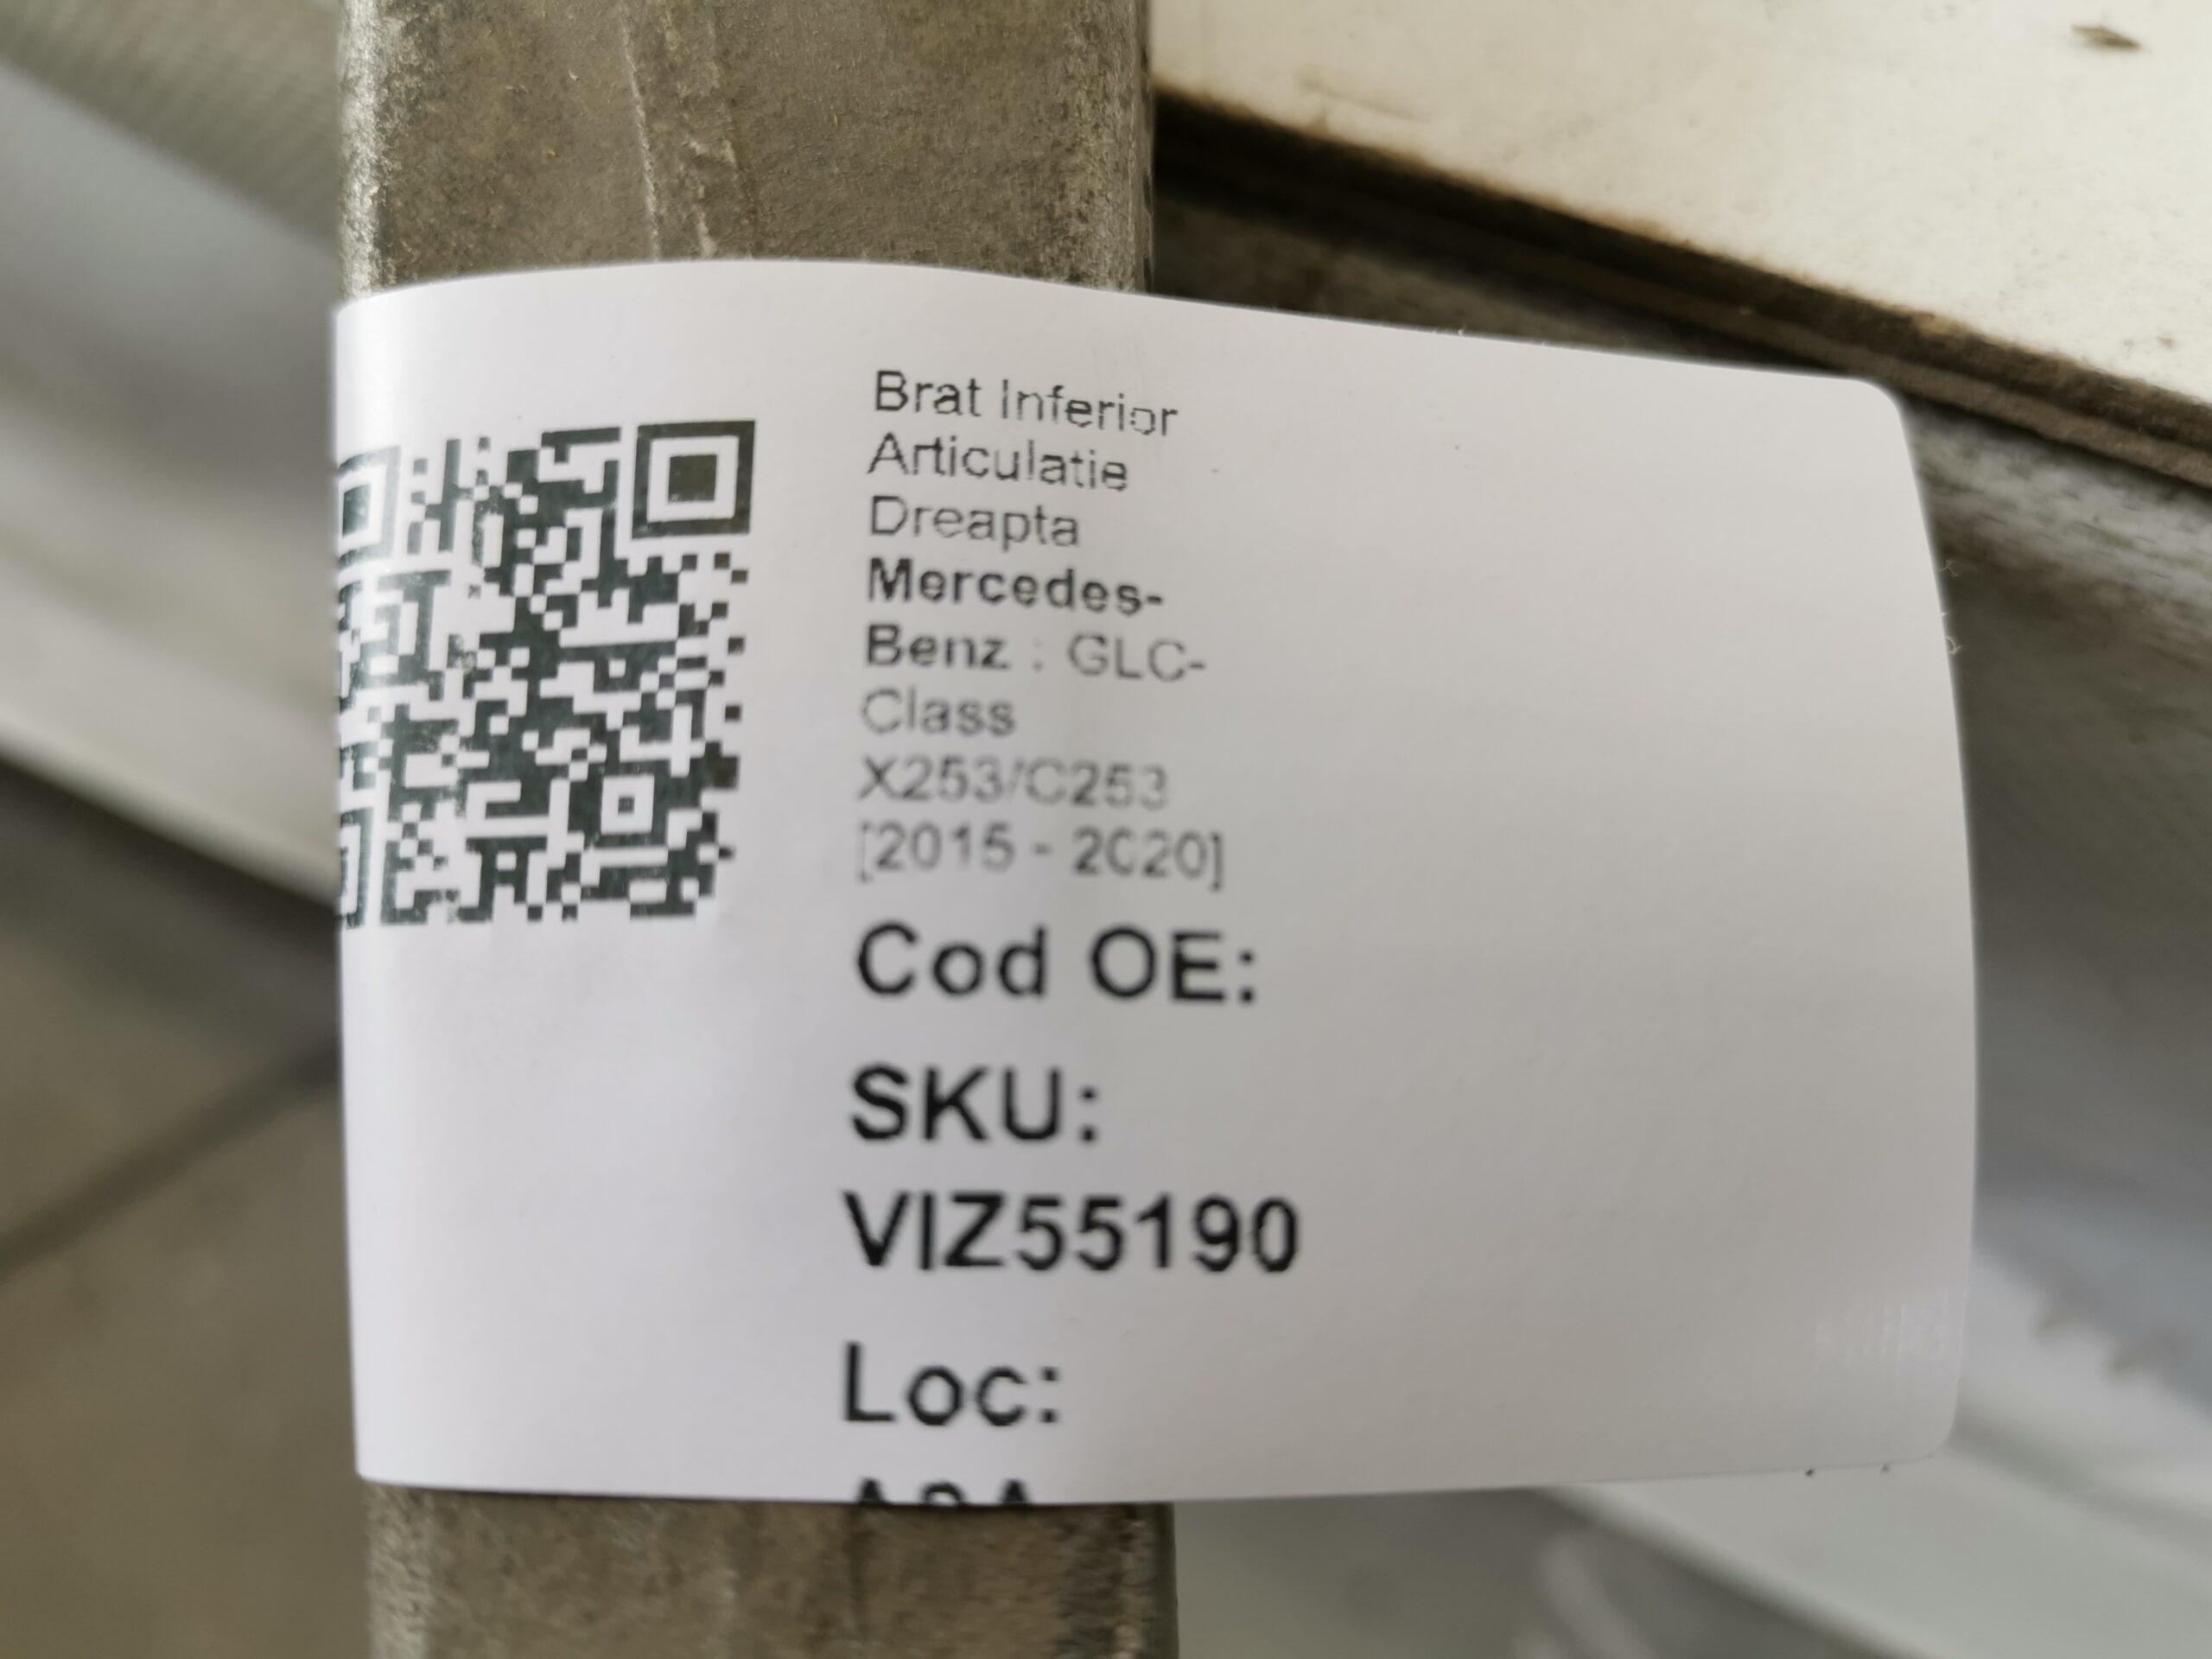 Brat Inferior
Articulatie
Dreapta
Mercedes-
Benz : GLC-
Class
X253/C253
[2015 - 2020]
Cod OE:
SKU:
VIZ55190
Loc: